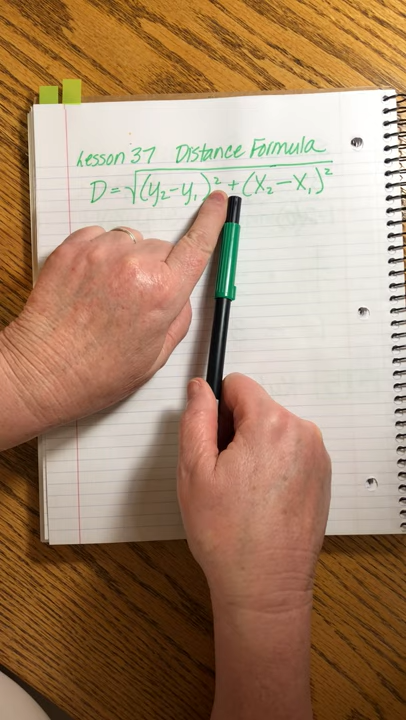 Lesson 37 Distance Formula
D = √(y₂ − y₁)² + (x₂ − x₁)²